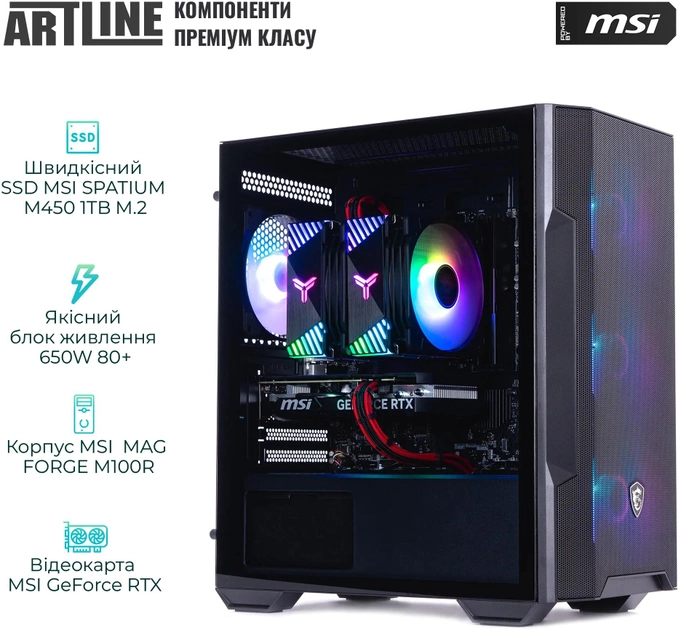 ARTLINE
КОМПОНЕНТИ
ПРЕМІУМ КЛАСУ
POWERED BY
msi
SSD
Швидкісний
SSD MSI SPATIUM
M450 1TB M.2
Якісний
блок живлення
650W 80+
Корпус MSI MAG
FORGE M100R
Відеокарта
MSI GeForce RTX
msi
GEFORCE RTX